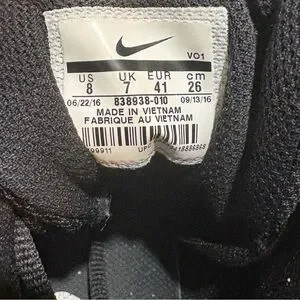 VO1
US UK EUR cm
8 7 41 26
06/22/16 838938-010 09/13/16
MADE IN VIETNAM
FABRIQUE AU VIETNAM